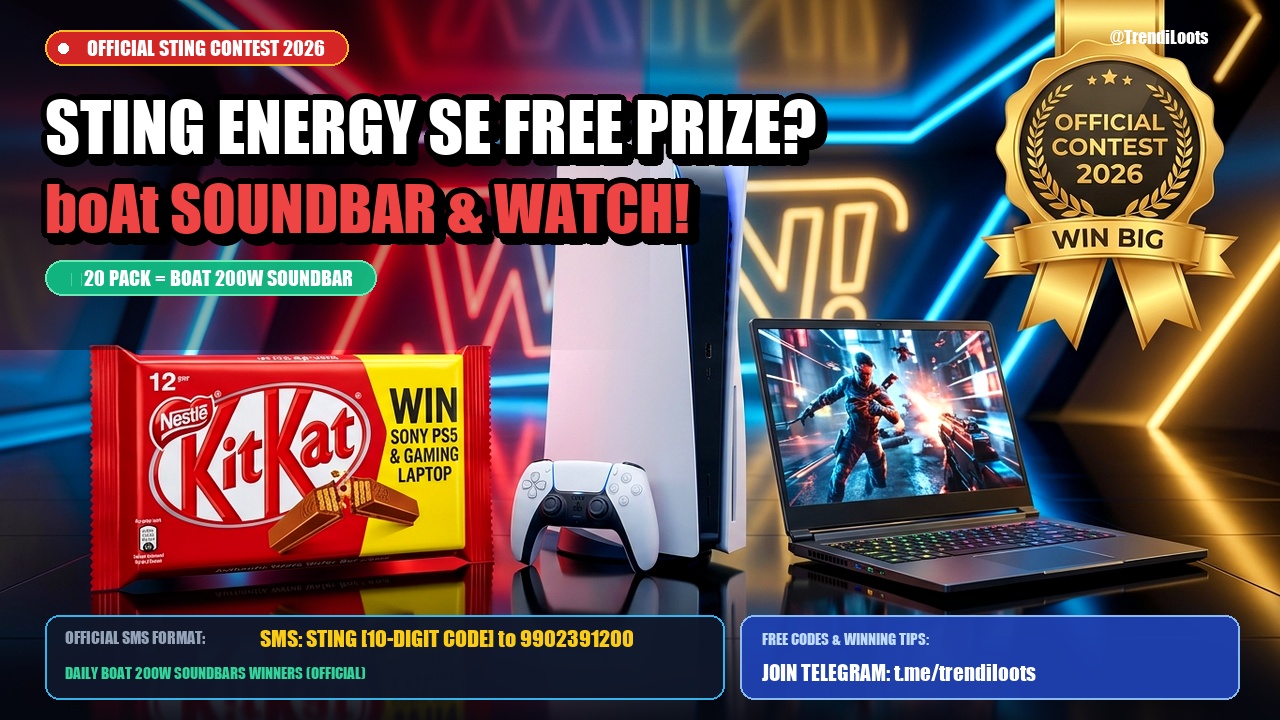 OFFICIAL STING CONTEST 2026
@TrendiLoots
STING ENERGY SE FREE PRIZE?
boAt SOUNDBAR & WATCH!
20 PACK = BOAT 200W SOUNDBAR
OFFICIAL
CONTEST
2026
WIN BIG
12
Nestlé
KitKat
WIN
SONY PS5
& GAMING
LAPTOP
OFFICIAL SMS FORMAT:
SMS: STING [10-DIGIT CODE] to 9902391200
DAILY BOAT 200W SOUNDBARS WINNERS (OFFICIAL)
FREE CODES & WINNING TIPS:
JOIN TELEGRAM: t.me/trendiloots